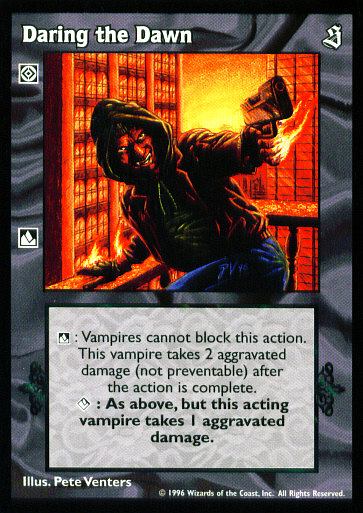 Daring the Dawn
PV 96
: Vampires cannot block this action.
This vampire takes 2 aggravated
damage (not preventable) after
the action is complete.
: As above, but this acting
vampire takes 1 aggravated
damage.
Illus. Pete Venters
© 1996 Wizards of the Coast, Inc. All Rights Reserved.